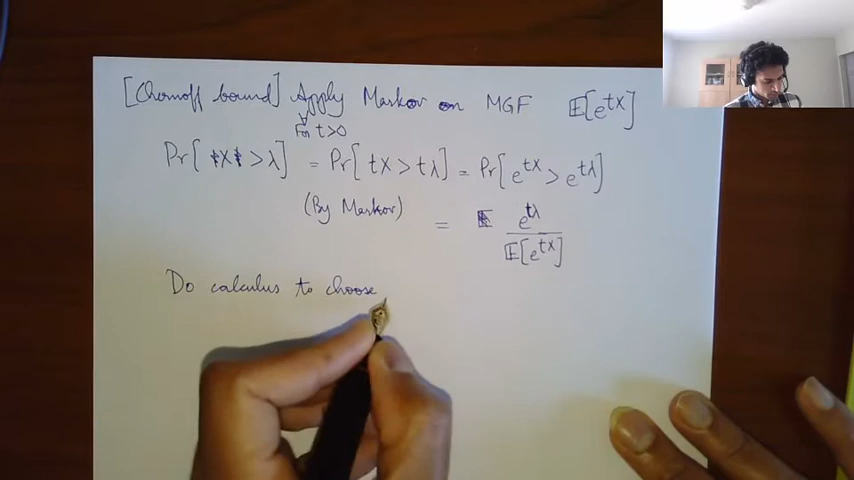 [Chernoff bound] Apply Markov on MGF 𝔼[e^{tX}]
For t>0
Pr[X > λ] = Pr[tX > tλ] = Pr[e^{tX} > e^{tλ}]
(By Markov) = e^{tλ} / 𝔼[e^{tX}]
Do calculus to choose